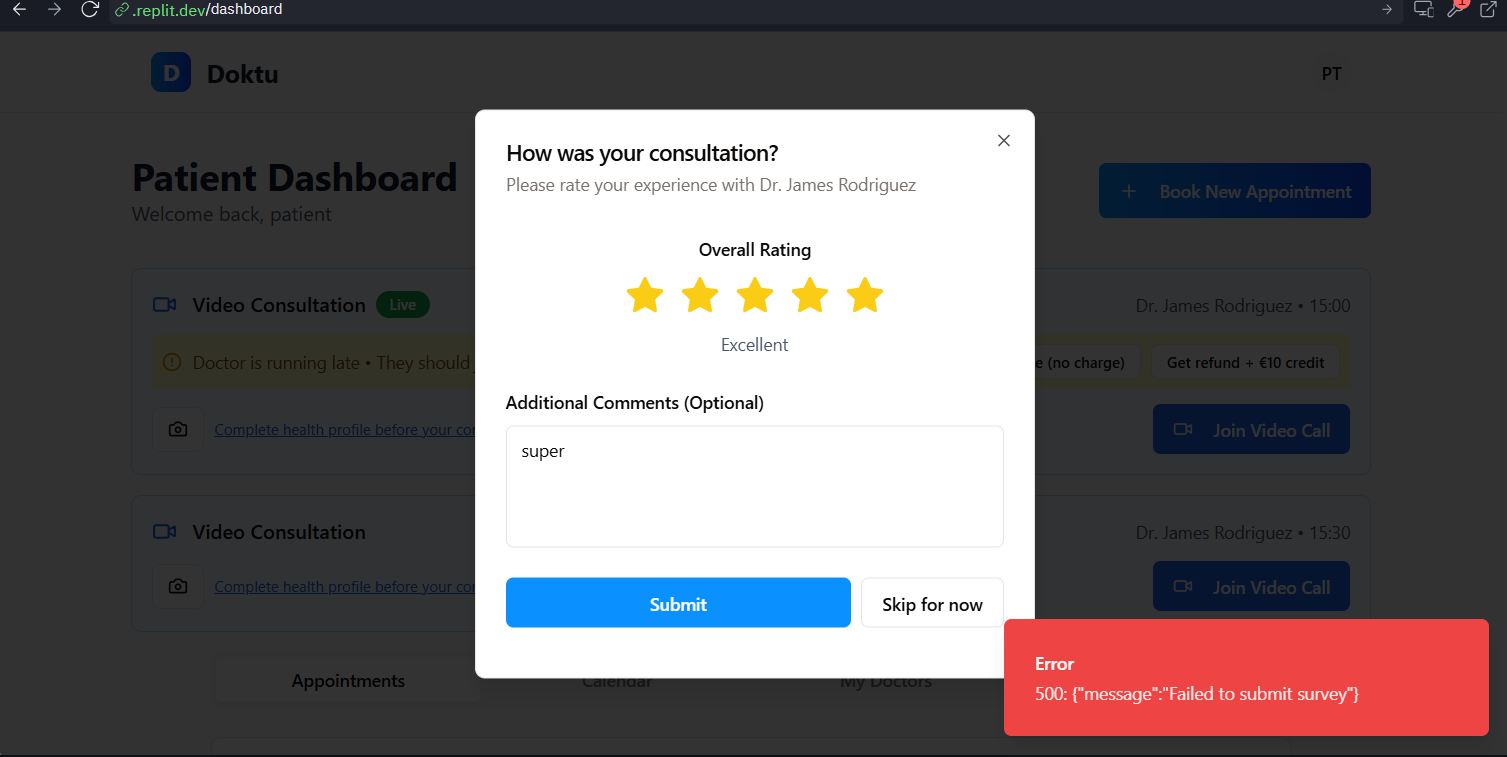 .replit.dev/dashboard
1
D
Doktu
PT
Patient Dashboard
Welcome back, patient
+ Book New Appointment
How was your consultation?
Please rate your experience with Dr. James Rodriguez
Overall Rating
Excellent
Additional Comments (Optional)
super
Submit
Skip for now
Video Consultation
Live
Dr. James Rodriguez • 15:00
Doctor is running late • They should
(no charge)
Get refund + €10 credit
Complete health profile before your
Join Video Call
Video Consultation
Dr. James Rodriguez • 15:30
Complete health profile before your
Join Video Call
Appointments
Calendar
My Doctors
Error
500: {"message":"Failed to submit survey"}